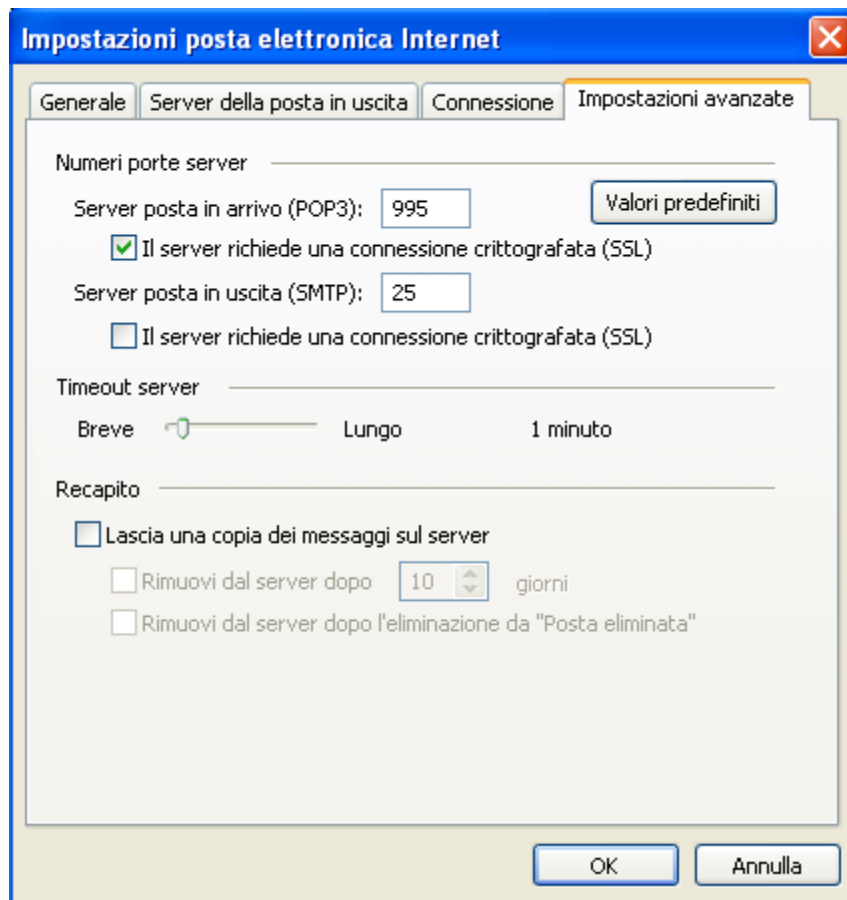 Impostazioni posta elettronica Internet
Generale Server della posta in uscita Connessione Impostazioni avanzate
Numeri porte server
Server posta in arrivo (POP3): 995 Valori predefiniti
Il server richiede una connessione crittografata (SSL)
Server posta in uscita (SMTP): 25
Il server richiede una connessione crittografata (SSL)
Timeout server
Breve Lungo 1 minuto
Recapito
Lascia una copia dei messaggi sul server
Rimuovi dal server dopo 10 giorni
Rimuovi dal server dopo l'eliminazione da "Posta eliminata"
OK Annulla